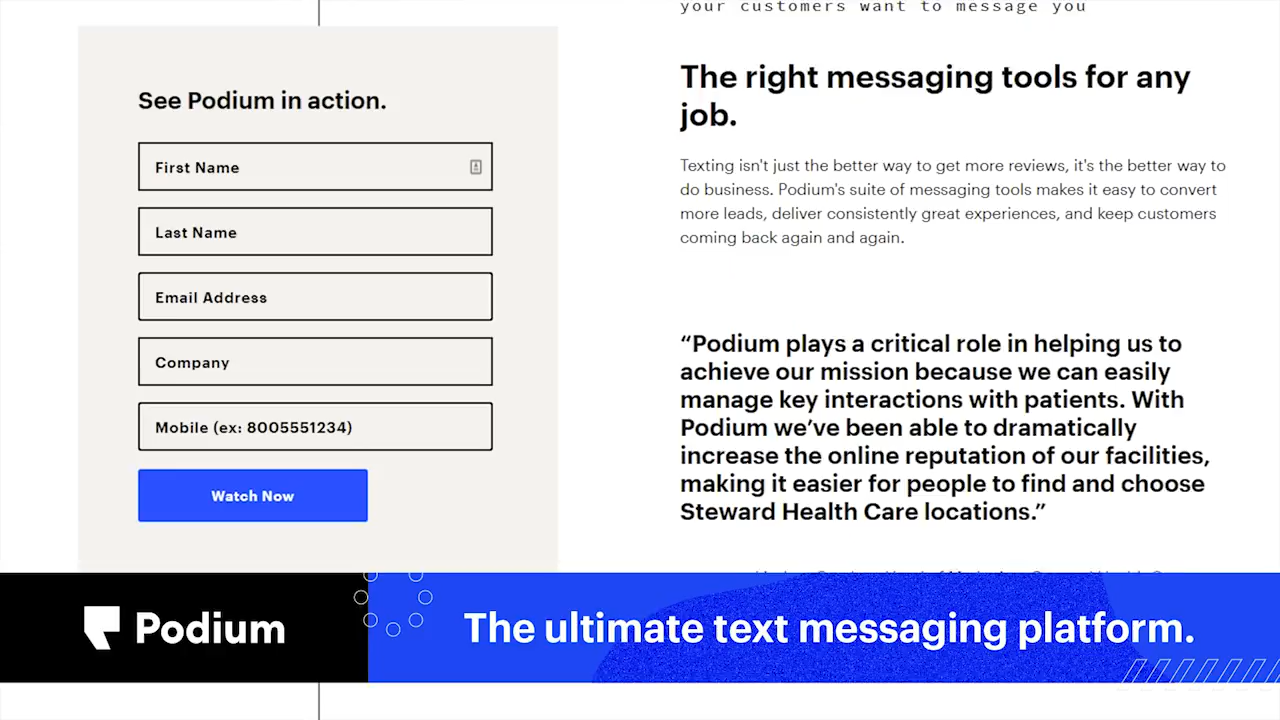 your customers want to message you
See Podium in action.
First Name
Last Name
Email Address
Company
Mobile (ex: 8005551234)
Watch Now
The right messaging tools for any
job.
Texting isn't just the better way to get more reviews, it's the better way to
do business. Podium's suite of messaging tools makes it easy to convert
more leads, deliver consistently great experiences, and keep customers
coming back again and again.
“Podium plays a critical role in helping us to
achieve our mission because we can easily
manage key interactions with patients. With
Podium we’ve been able to dramatically
increase the online reputation of our facilities,
making it easier for people to find and choose
Steward Health Care locations.”
Podium
The ultimate text messaging platform.